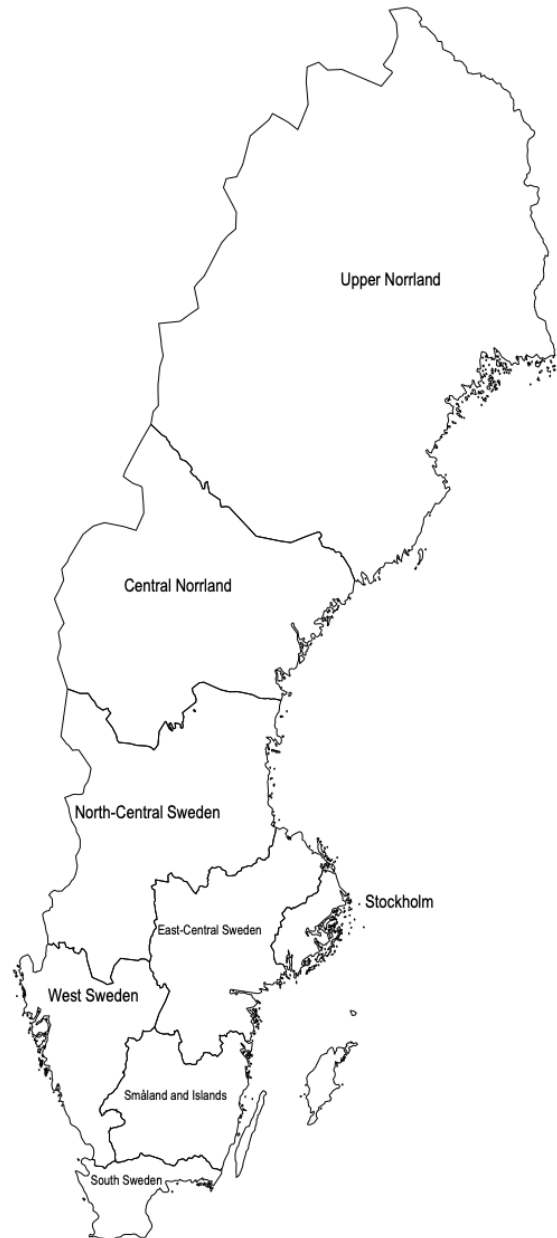 Upper Norrland
Central Norrland
North-Central Sweden
Stockholm
East-Central Sweden
West Sweden
Småland and Islands
South Sweden